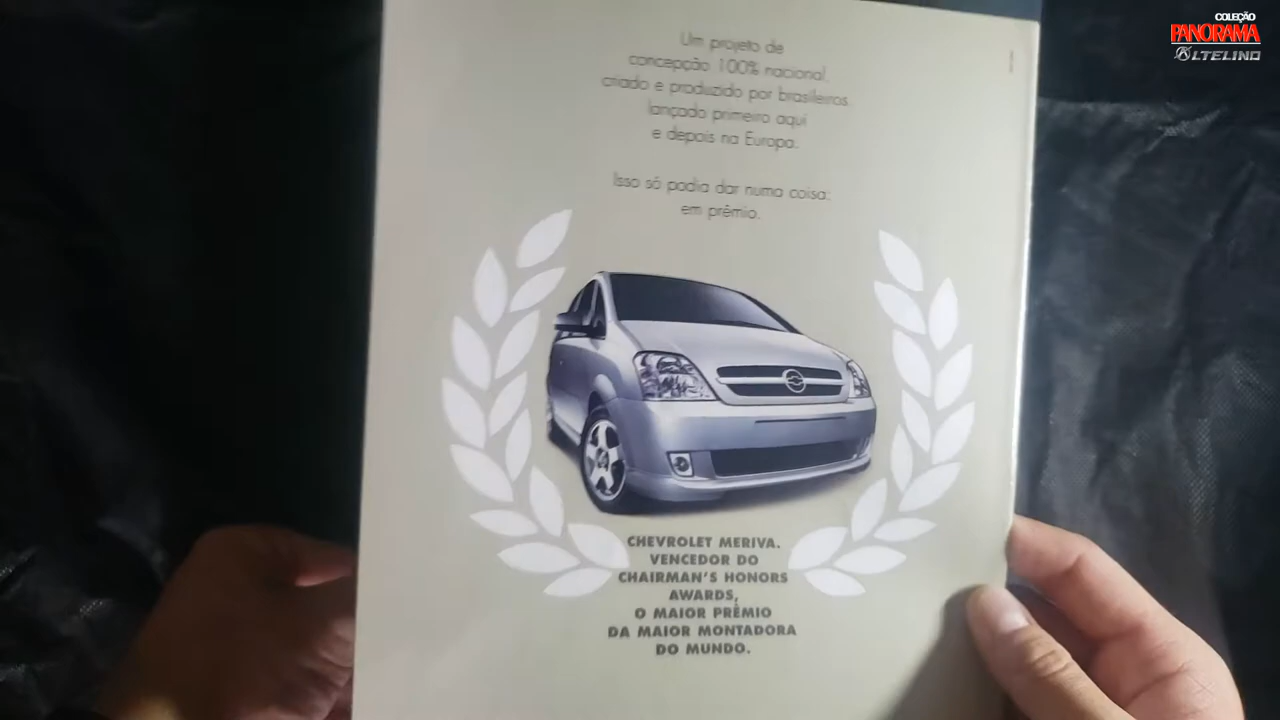 COLEÇÃO
PANORAMA
ALTELINO
Um projeto de
concepção 100% nacional,
criado e produzido por brasileiros,
lançado primeiro aqui
e depois na Europa.
Isso só podia dar numa coisa:
em prêmio.
CHEVROLET MERIVA.
VENCEDOR DO
CHAIRMAN'S HONORS
AWARDS,
O MAIOR PRÊMIO
DA MAIOR MONTADORA
DO MUNDO.